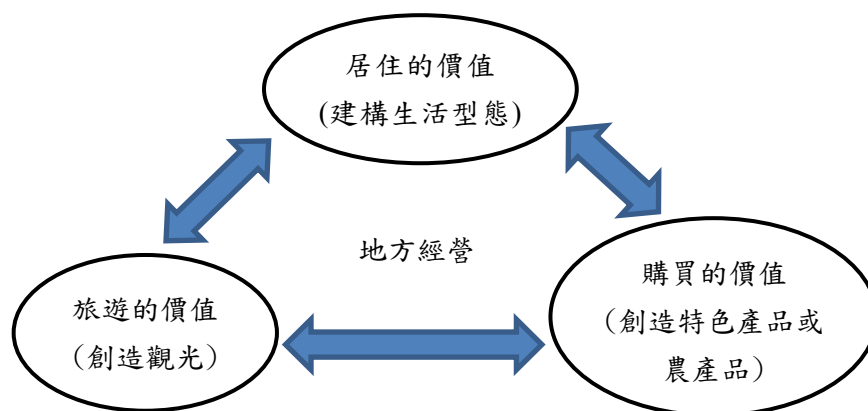 居住的價值
(建構生活型態)
地方經營
旅遊的價值
（創造觀光）
購買的價值
（創造特色產品或
農產品）